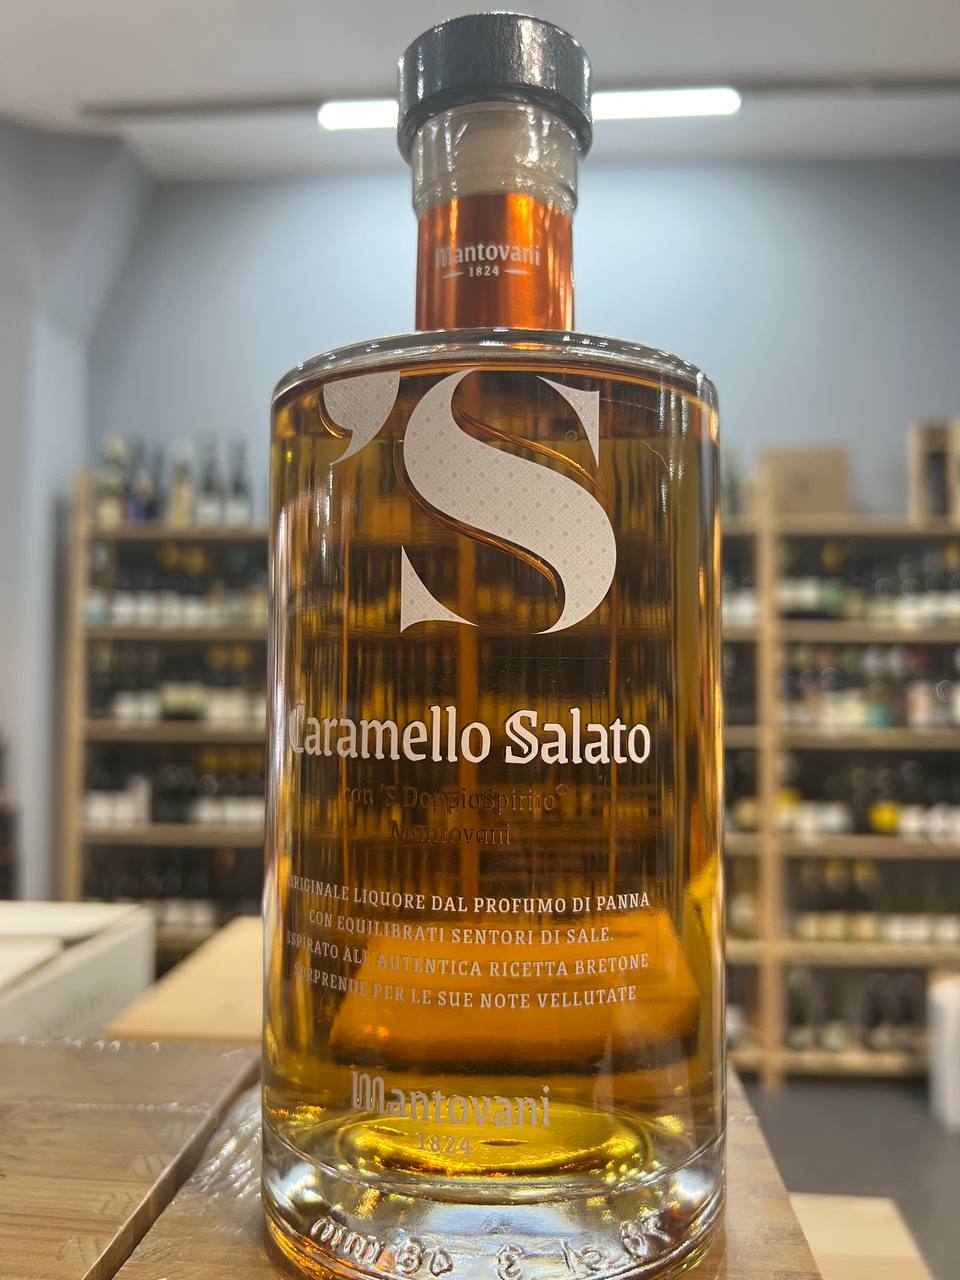 Mantovani
1824
'S
Caramello Salato
con 'S DoppioSpirito®
Mantovani
ORIGINALE LIQUORE DAL PROFUMO DI PANNA
CON EQUILIBRATI SENTORI DI SALE.
ISPIRATO ALL'AUTENTICA RICETTA BRETONE
SORPRENDE PER LE SUE NOTE VELLUTATE
Mantovani
1824